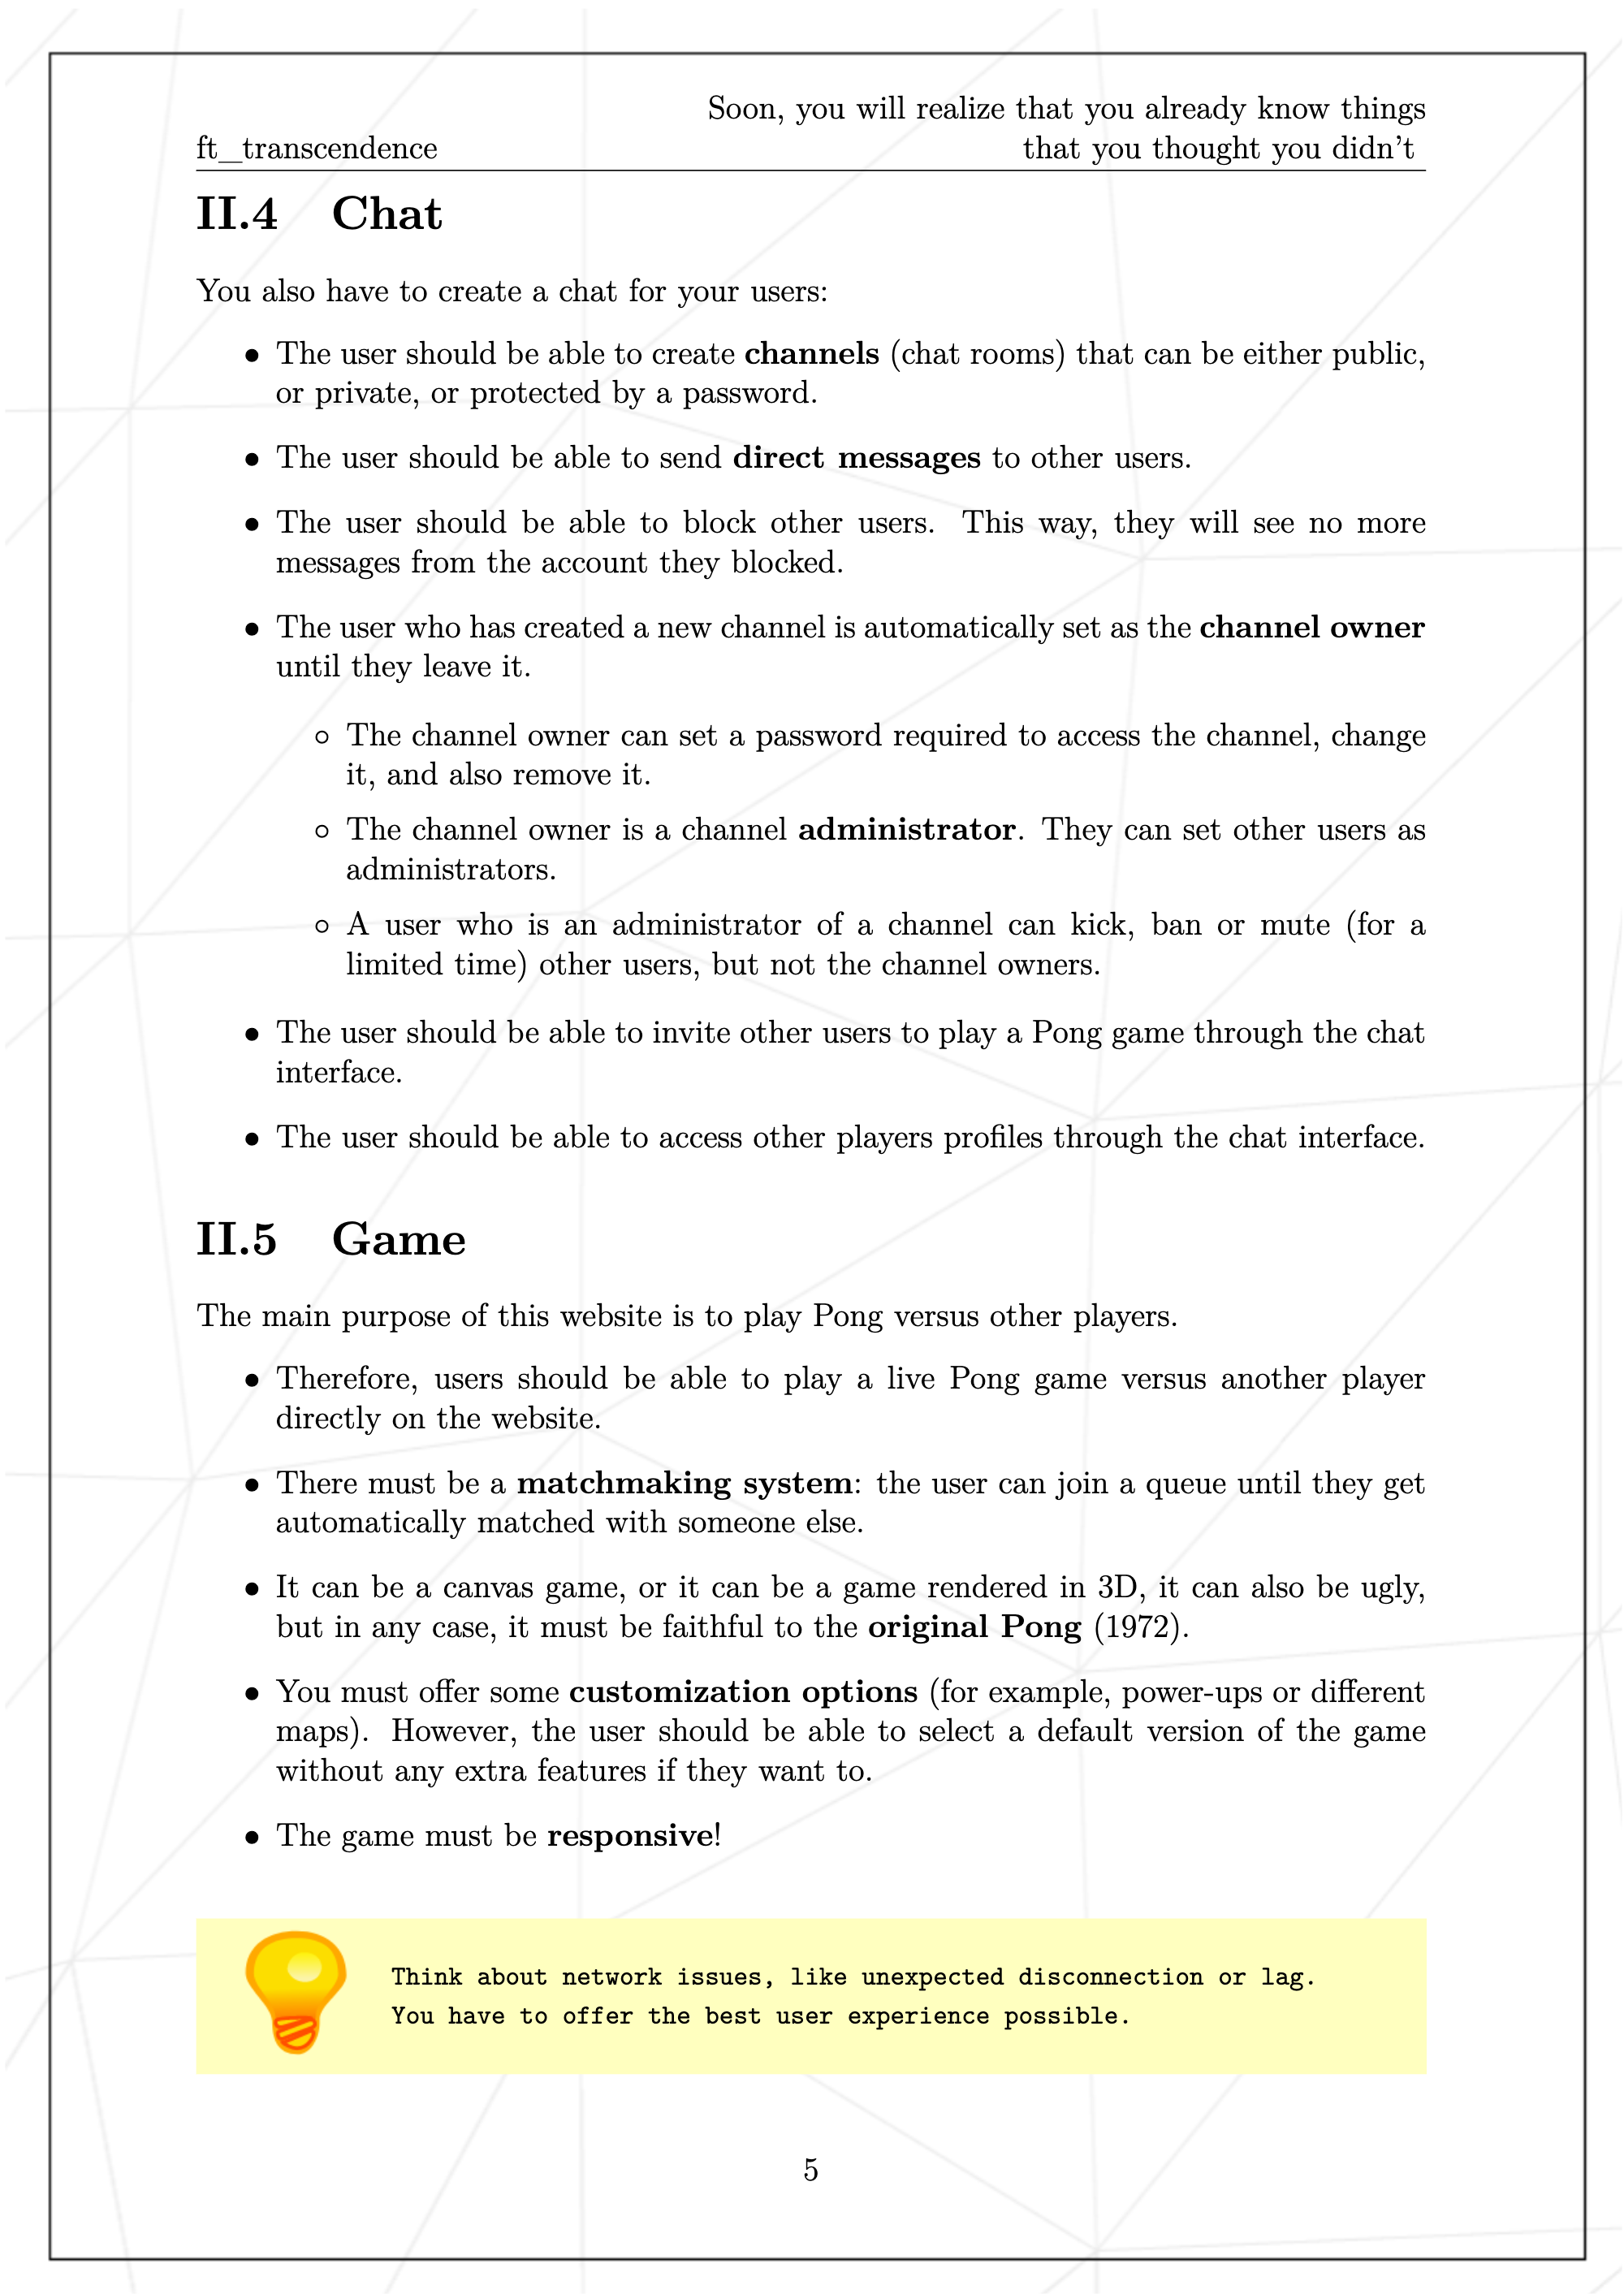 Soon, you will realize that you already know things
ft_transcendence that you thought you didn't
II.4 Chat
You also have to create a chat for your users:
• The user should be able to create channels (chat rooms) that can be either public,
or private, or protected by a password.
• The user should be able to send direct messages to other users.
• The user should be able to block other users. This way, they will see no more
messages from the account they blocked.
• The user who has created a new channel is automatically set as the channel owner
until they leave it.
◦ The channel owner can set a password required to access the channel, change
it, and also remove it.
◦ The channel owner is a channel administrator. They can set other users as
administrators.
◦ A user who is an administrator of a channel can kick, ban or mute (for a
limited time) other users, but not the channel owners.
• The user should be able to invite other users to play a Pong game through the chat
interface.
• The user should be able to access other players profiles through the chat interface.
II.5 Game
The main purpose of this website is to play Pong versus other players.
• Therefore, users should be able to play a live Pong game versus another player
directly on the website.
• There must be a matchmaking system: the user can join a queue until they get
automatically matched with someone else.
• It can be a canvas game, or it can be a game rendered in 3D, it can also be ugly,
but in any case, it must be faithful to the original Pong (1972).
• You must offer some customization options (for example, power-ups or different
maps). However, the user should be able to select a default version of the game
without any extra features if they want to.
• The game must be responsive!
Think about network issues, like unexpected disconnection or lag.
You have to offer the best user experience possible.
5